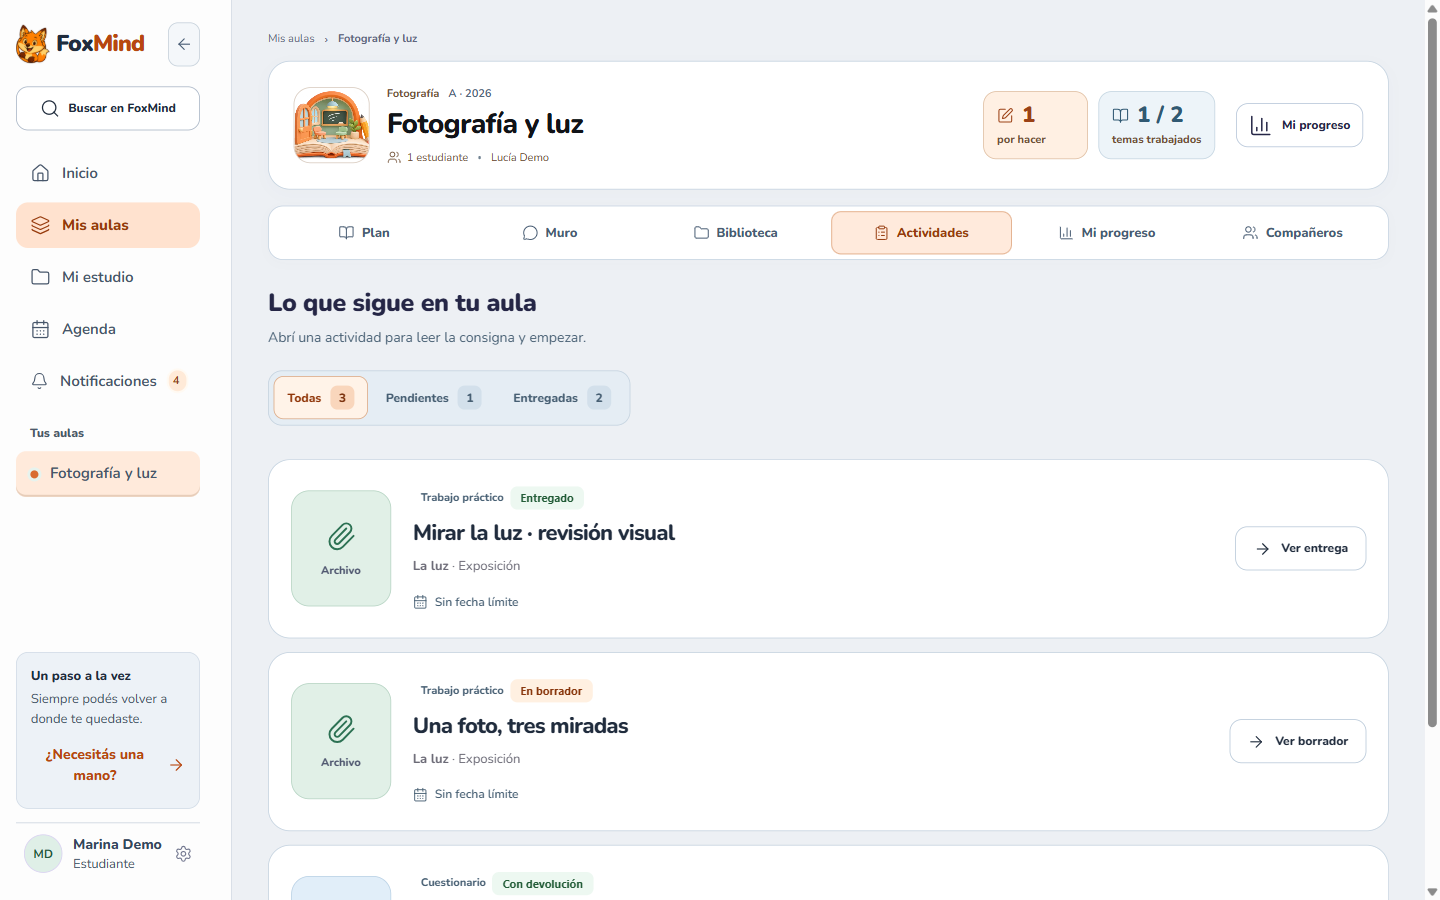 FoxMind
Buscar en FoxMind
Inicio
Mis aulas
Mi estudio
Agenda
Notificaciones 4
Tus aulas
Fotografía y luz
Un paso a la vez
Siempre podés volver a
donde te quedaste.
¿Necesitás una
mano?
MD
Marina Demo
Estudiante
Mis aulas › Fotografía y luz
Fotografía A · 2026
Fotografía y luz
1 estudiante • Lucía Demo
1
por hacer
1 / 2
temas trabajados
Mi progreso
Plan
Muro
Biblioteca
Actividades
Mi progreso
Compañeros
Lo que sigue en tu aula
Abrí una actividad para leer la consigna y empezar.
Todas 3
Pendientes 1
Entregadas 2
Archivo
Trabajo práctico Entregado
Mirar la luz · revisión visual
La luz · Exposición
Sin fecha límite
Ver entrega
Archivo
Trabajo práctico En borrador
Una foto, tres miradas
La luz · Exposición
Sin fecha límite
Ver borrador
Cuestionario Con devolución